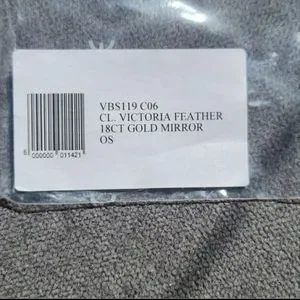 VBS119 C06
CL. VICTORIA FEATHER
18CT GOLD MIRROR
OS
6 000000 011421